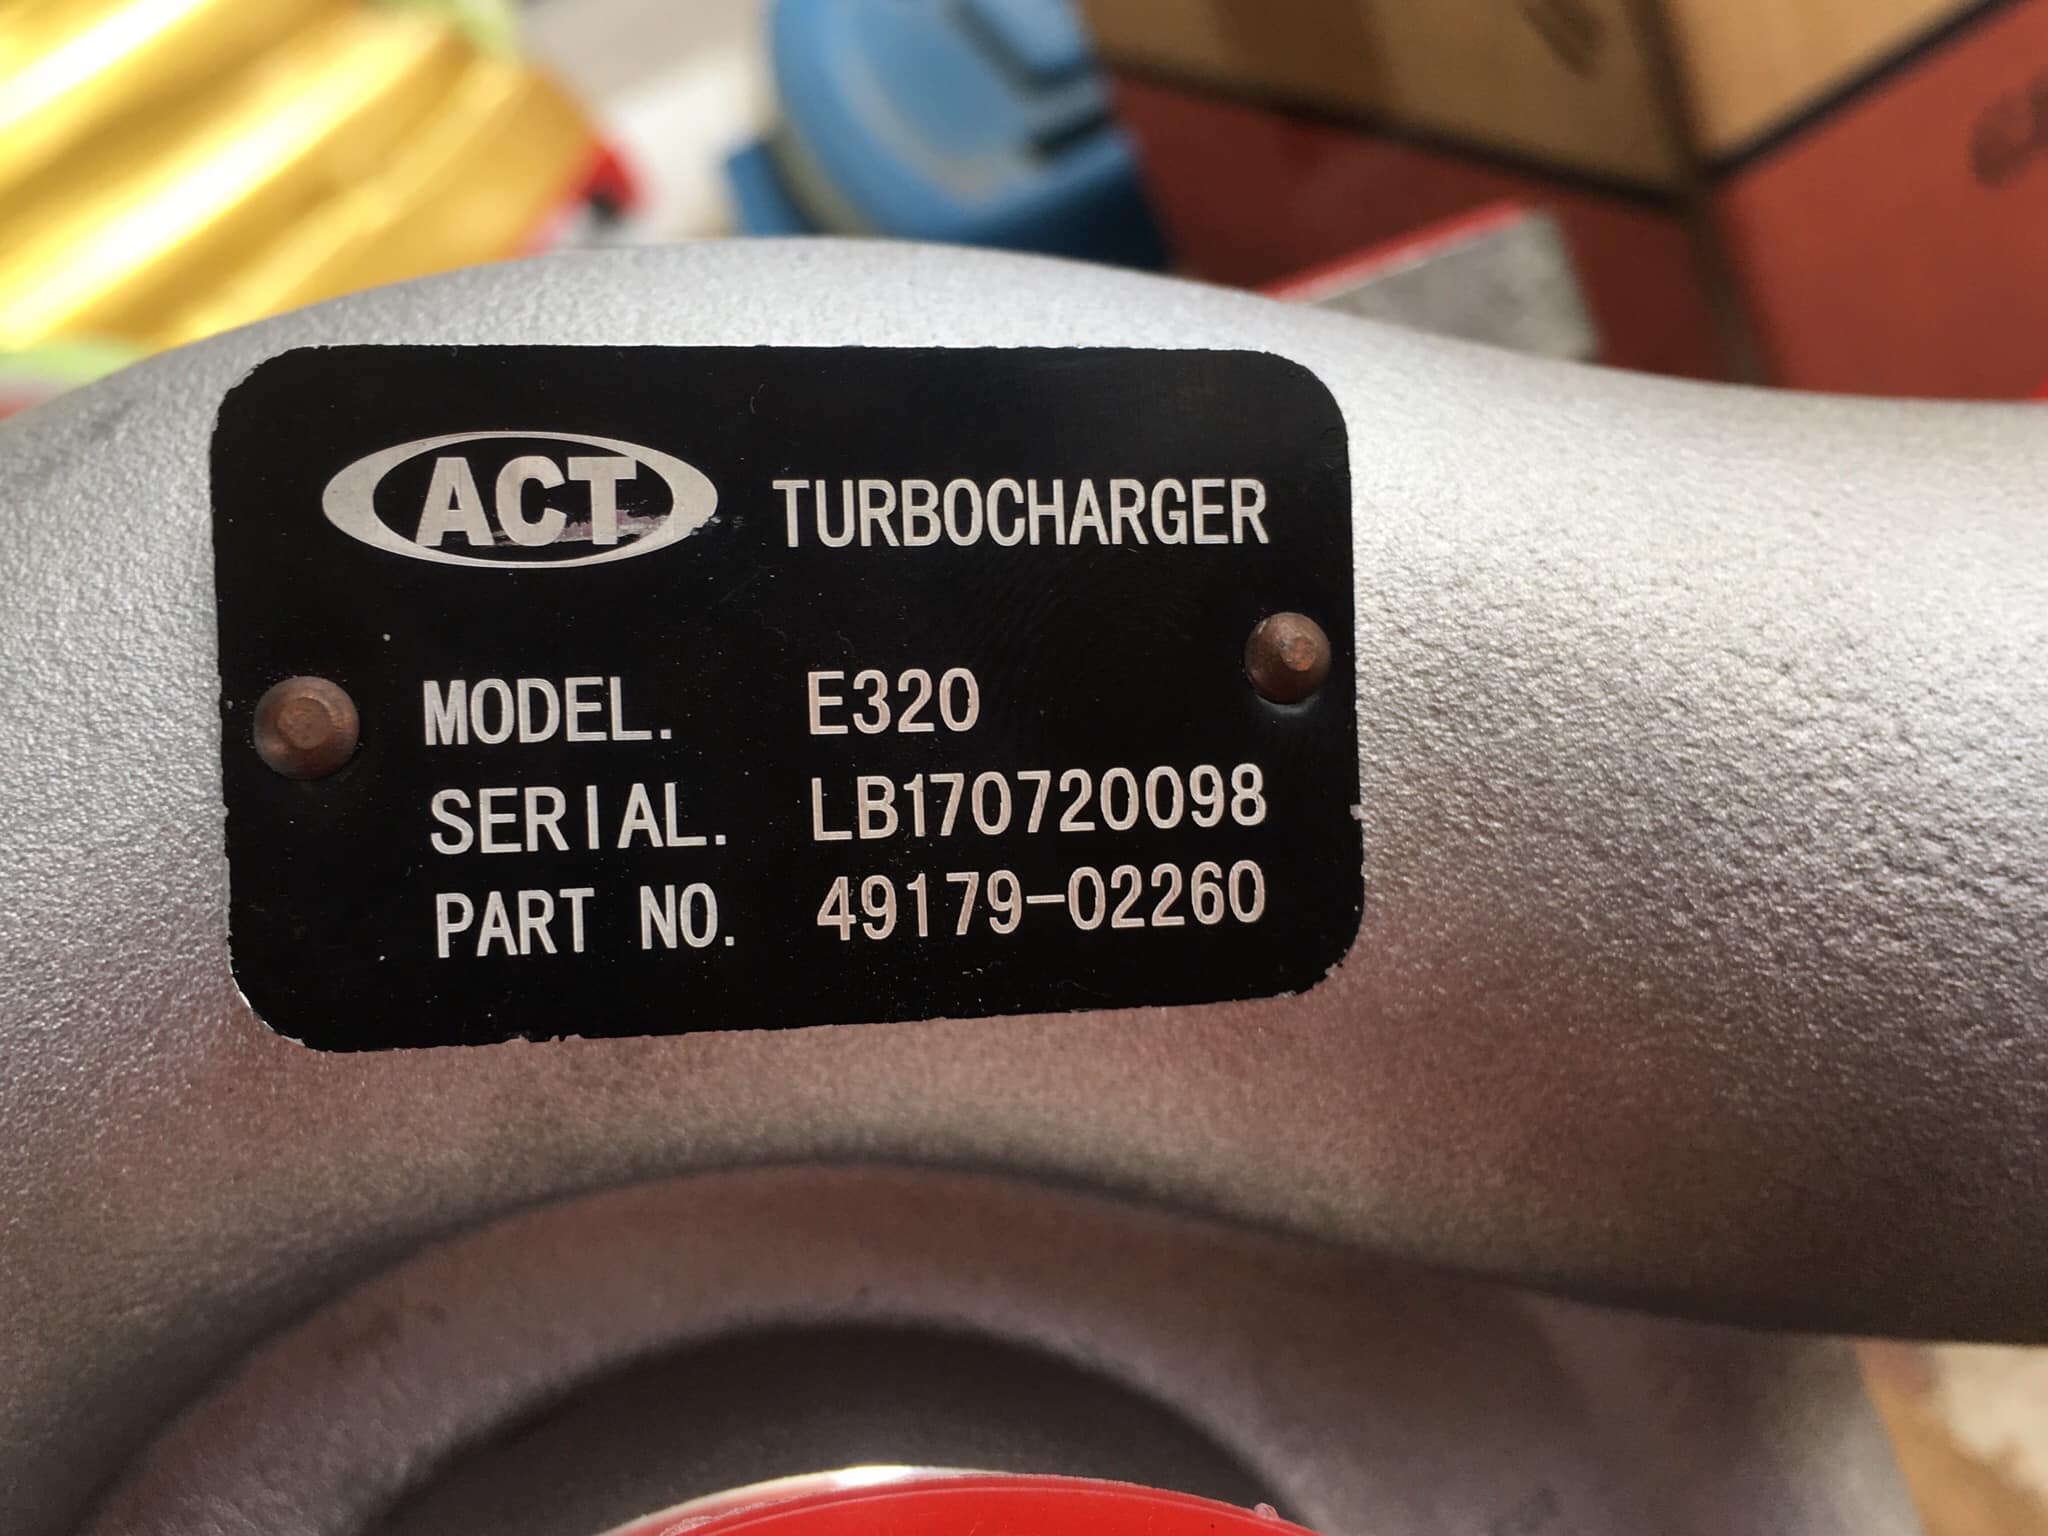 ACT TURBOCHARGER
MODEL. E320
SERIAL. LB170720098
PART NO. 49179-02260